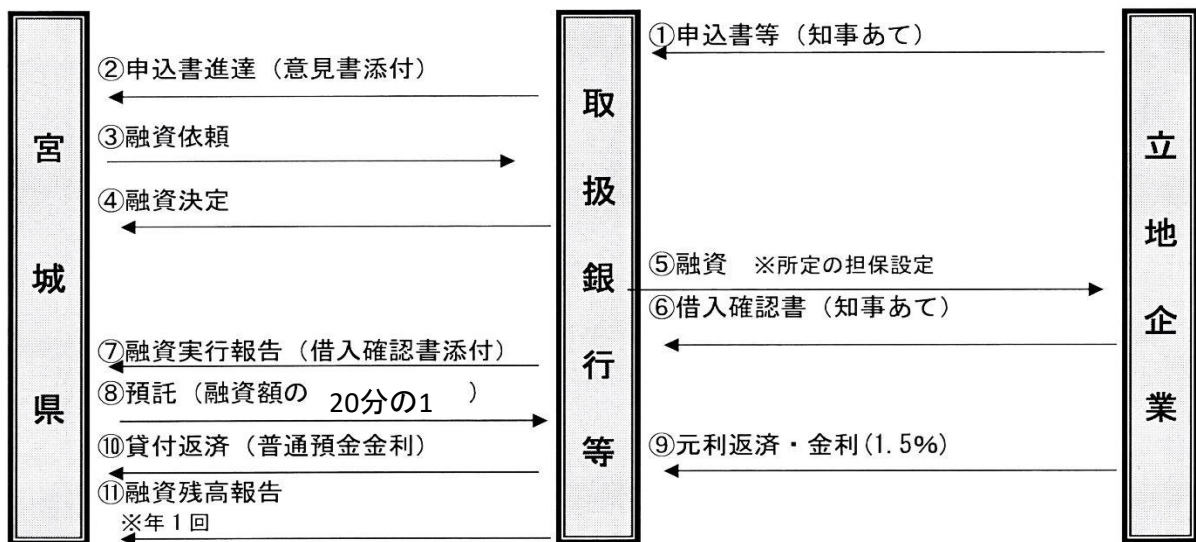 宮城県
取扱銀行等
立地企業
①申込書等（知事あて）
②申込書進達（意見書添付）
③融資依頼
④融資決定
⑤融資　※所定の担保設定
⑥借入確認書（知事あて）
⑦融資実行報告（借入確認書添付）
⑧預託（融資額の 20分の1 ）
⑩貸付返済（普通預金金利）
⑨元利返済・金利(1.5%)
⑪融資残高報告
※年１回